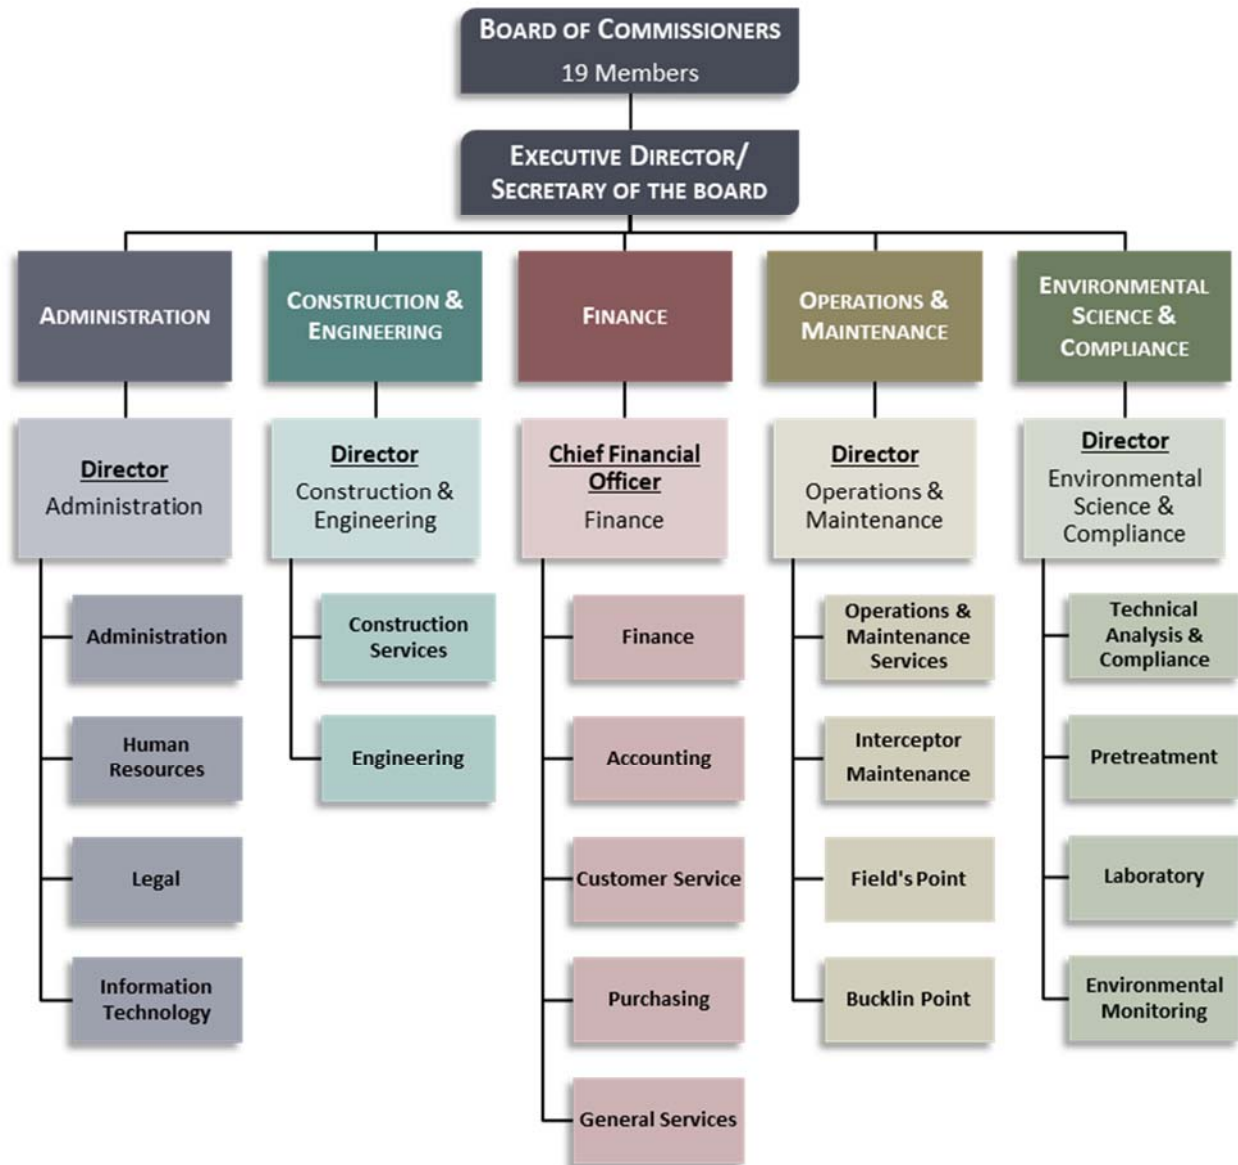 BOARD OF COMMISSIONERS
19 Members
EXECUTIVE DIRECTOR/
SECRETARY OF THE BOARD
ADMINISTRATION
CONSTRUCTION &
ENGINEERING
FINANCE
OPERATIONS &
MAINTENANCE
ENVIRONMENTAL
SCIENCE &
COMPLIANCE
Director
Administration
Director
Construction &
Engineering
Chief Financial
Officer
Finance
Director
Operations &
Maintenance
Director
Environmental
Science &
Compliance
Administration
Human
Resources
Legal
Information
Technology
Construction
Services
Engineering
Finance
Accounting
Customer Service
Purchasing
General Services
Operations &
Maintenance
Services
Interceptor
Maintenance
Field's Point
Bucklin Point
Technical
Analysis &
Compliance
Pretreatment
Laboratory
Environmental
Monitoring